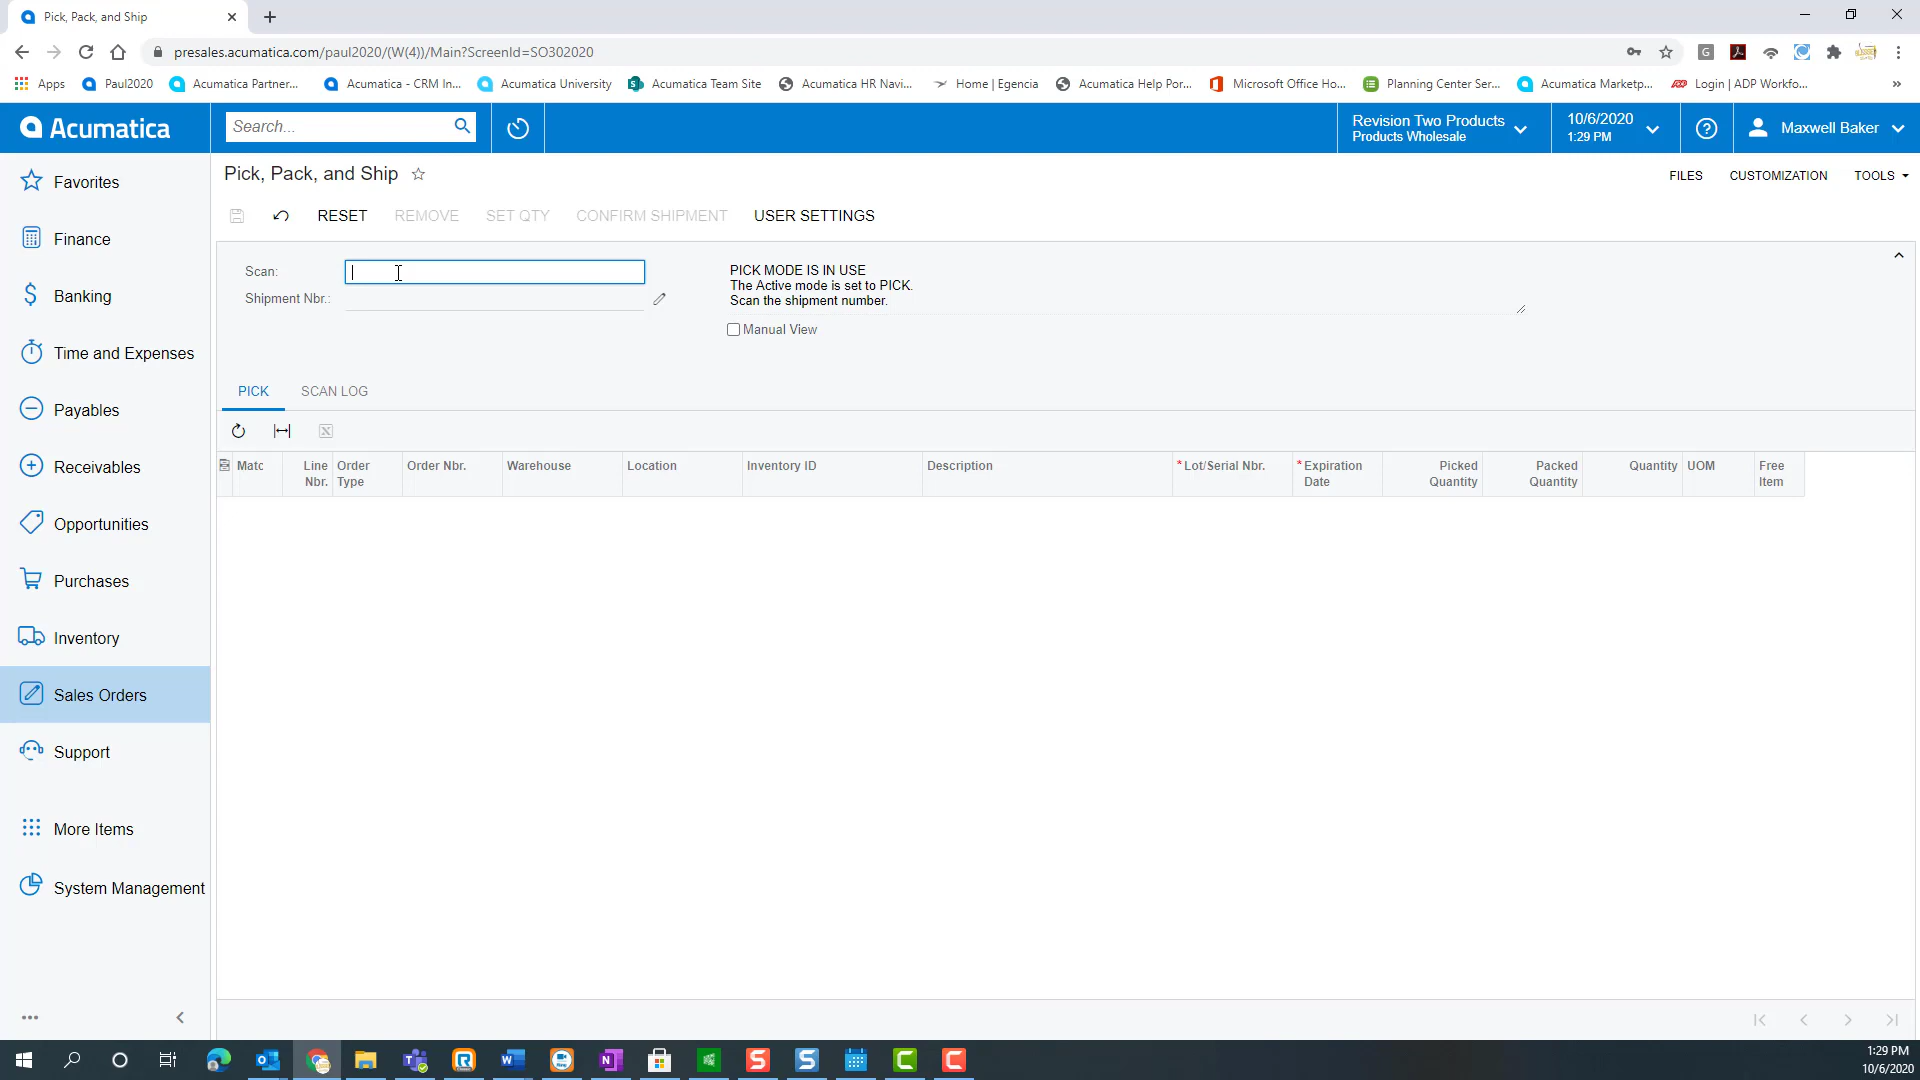 Pick, Pack, and Ship
presales.acumatica.com/paul2020/(W(4))/Main?ScreenId=SO302020
Apps
Paul2020
Acumatica Partner...
Acumatica - CRM In...
Acumatica University
Acumatica Team Site
Acumatica HR Navi...
Home | Egencia
Acumatica Help Por...
Microsoft Office Ho...
Planning Center Ser...
Acumatica Marketp...
Login | ADP Workfo...
»
Acumatica
Search...
Revision Two Products
Products Wholesale
10/6/2020
1:29 PM
Maxwell Baker
Favorites
Finance
Banking
Time and Expenses
Payables
Receivables
Opportunities
Purchases
Inventory
Sales Orders
Support
More Items
System Management
Pick, Pack, and Ship
FILES
CUSTOMIZATION
TOOLS
RESET
REMOVE
SET QTY
CONFIRM SHIPMENT
USER SETTINGS
Scan:
Shipment Nbr.:
PICK MODE IS IN USE
The Active mode is set to PICK.
Scan the shipment number.
Manual View
PICK
SCAN LOG
Matc
Line Nbr.
Order Type
Order Nbr.
Warehouse
Location
Inventory ID
Description
* Lot/Serial Nbr.
* Expiration Date
Picked Quantity
Packed Quantity
Quantity
UOM
Free Item
1:29 PM
10/6/2020